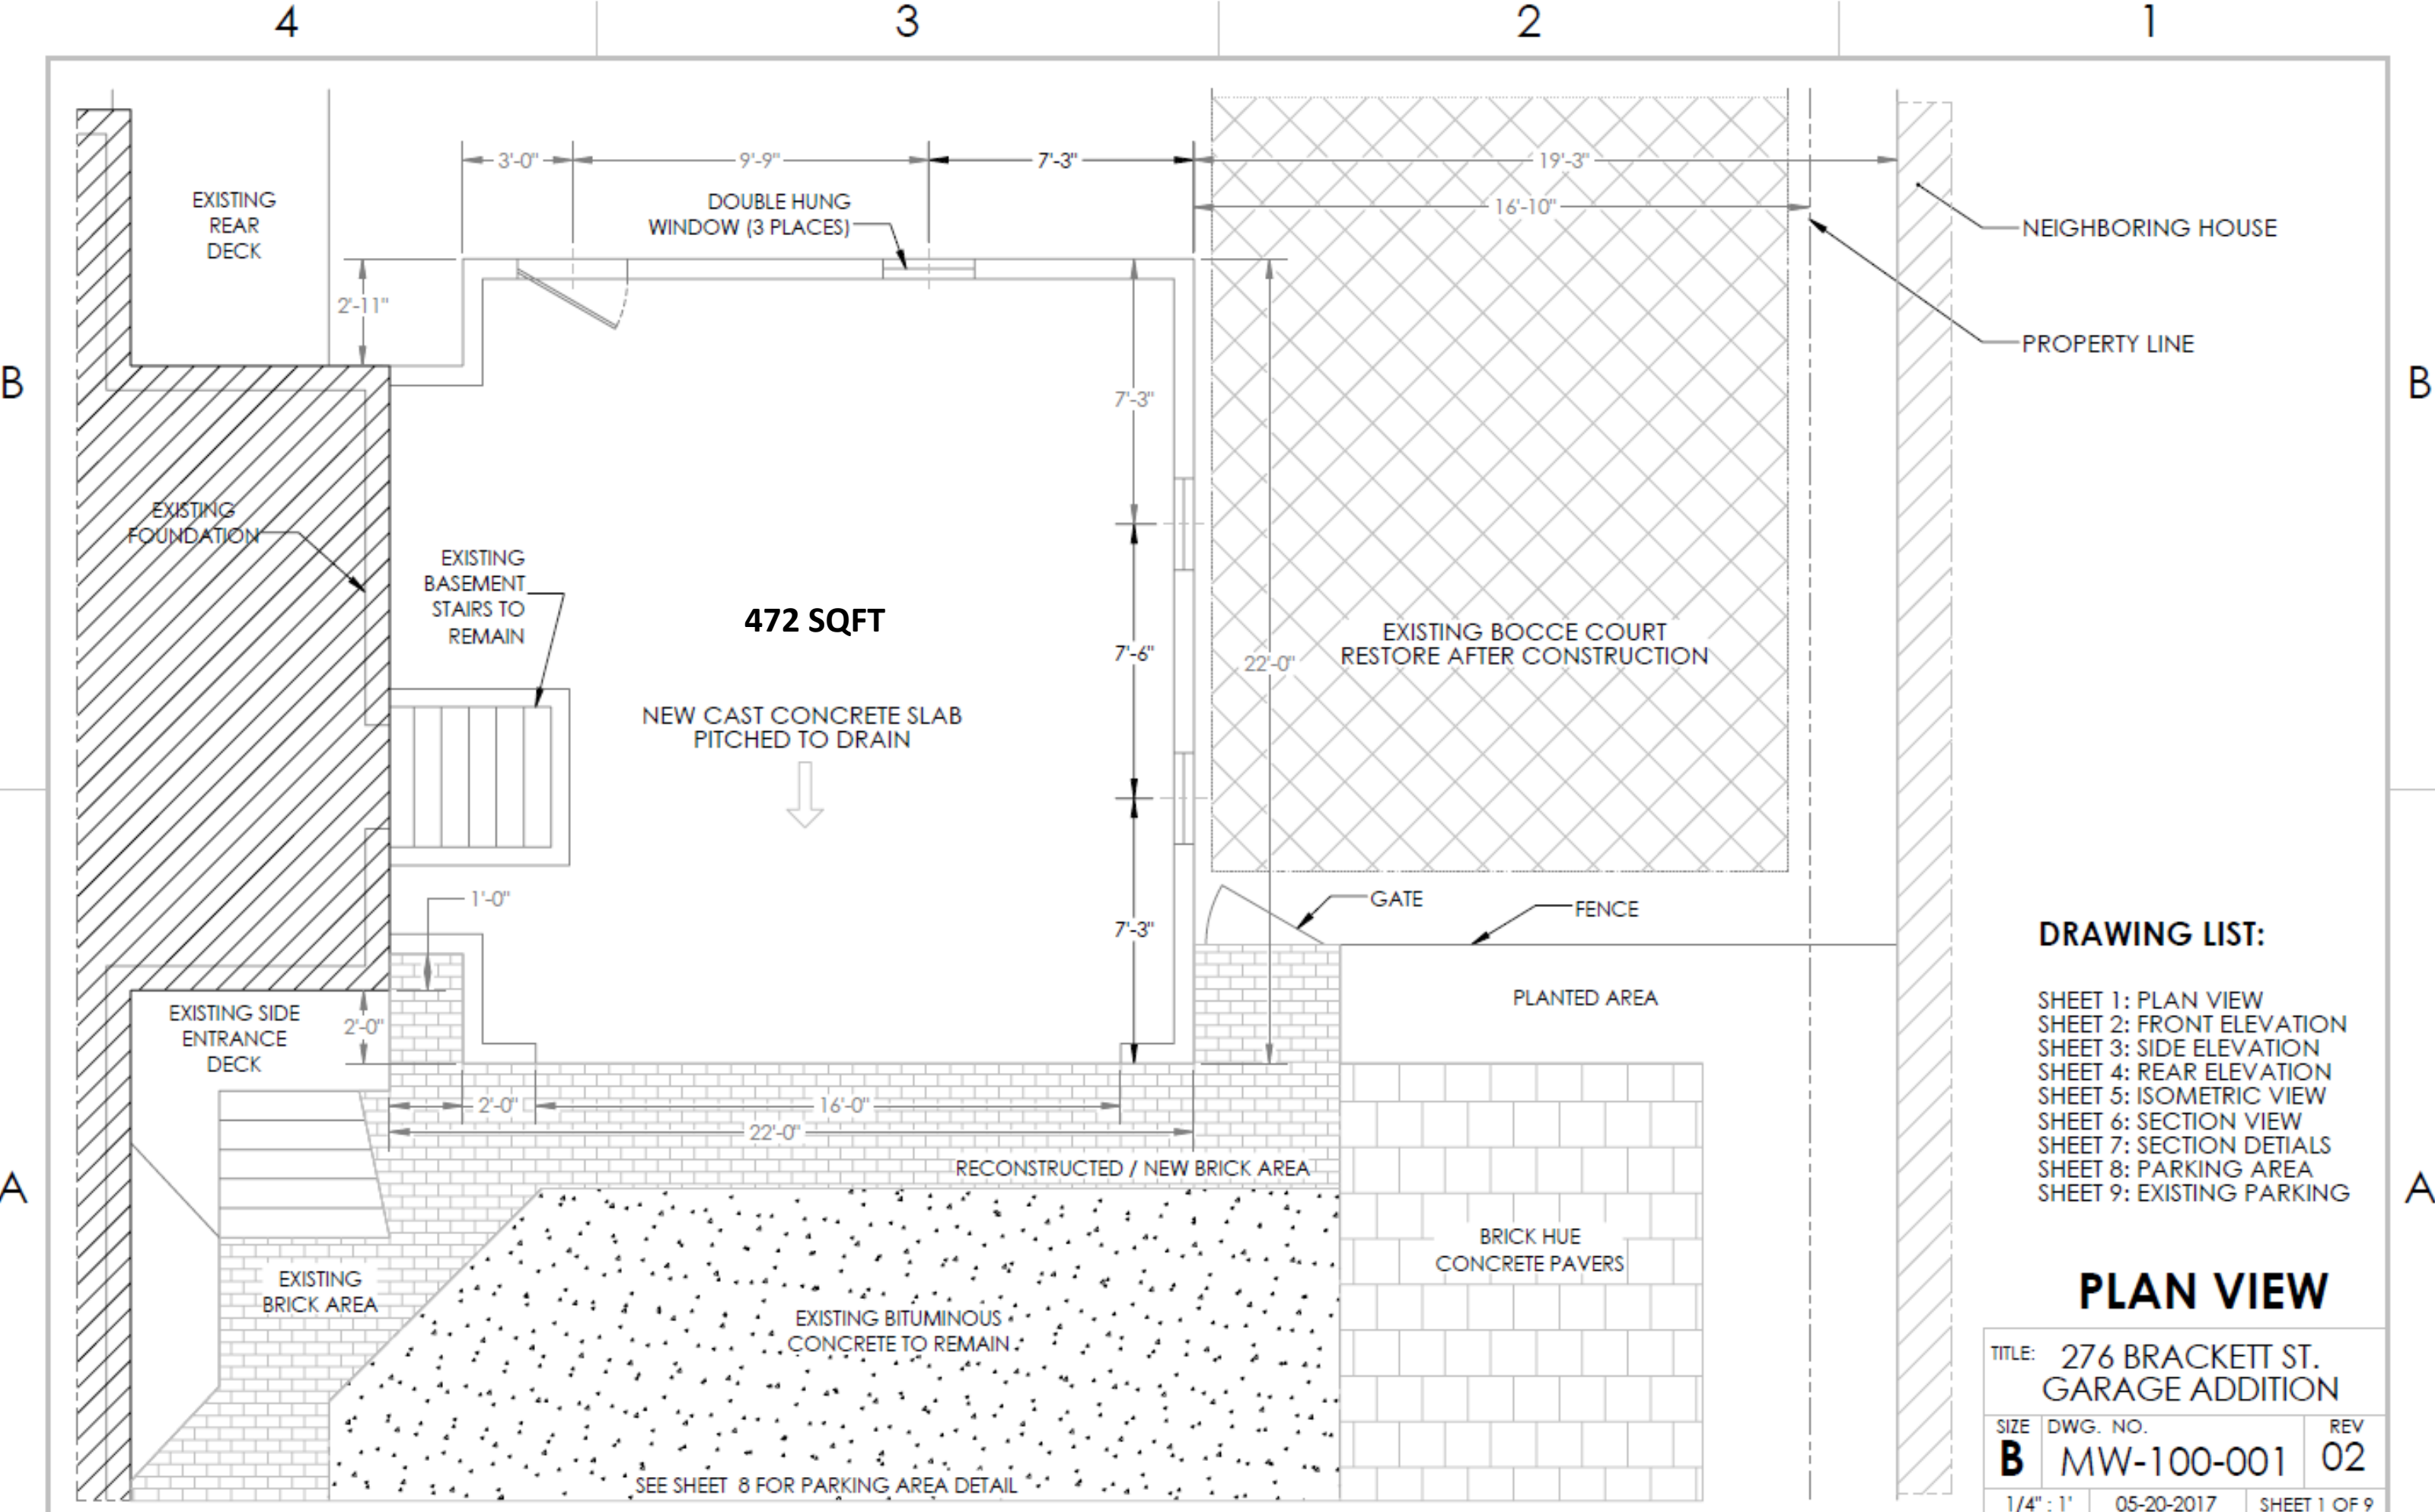 4 3 2 1
3'-0" 9'-9" 7'-3" 19'-3"
16'-10"
EXISTING
REAR
DECK
DOUBLE HUNG
WINDOW (3 PLACES)
NEIGHBORING HOUSE
2'-11"
PROPERTY LINE
B
B
7'-3"
EXISTING
FOUNDATION
EXISTING
BASEMENT
STAIRS TO
REMAIN
472 SQFT
7'-6"
22'-0"
EXISTING BOCCE COURT
RESTORE AFTER CONSTRUCTION
NEW CAST CONCRETE SLAB
PITCHED TO DRAIN
1'-0"
7'-3"
GATE
FENCE
DRAWING LIST:
SHEET 1: PLAN VIEW
SHEET 2: FRONT ELEVATION
SHEET 3: SIDE ELEVATION
SHEET 4: REAR ELEVATION
SHEET 5: ISOMETRIC VIEW
SHEET 6: SECTION VIEW
SHEET 7: SECTION DETIALS
SHEET 8: PARKING AREA
SHEET 9: EXISTING PARKING
PLANTED AREA
EXISTING SIDE
ENTRANCE
DECK
2'-0"
2'-0" 16'-0"
22'-0"
RECONSTRUCTED / NEW BRICK AREA
A
A
BRICK HUE
CONCRETE PAVERS
EXISTING
BRICK AREA
EXISTING BITUMINOUS
CONCRETE TO REMAIN
SEE SHEET 8 FOR PARKING AREA DETAIL
PLAN VIEW
TITLE: 276 BRACKETT ST.
GARAGE ADDITION
SIZE DWG. NO. REV
B MW-100-001 02
1/4" : 1' 05-20-2017 SHEET 1 OF 9